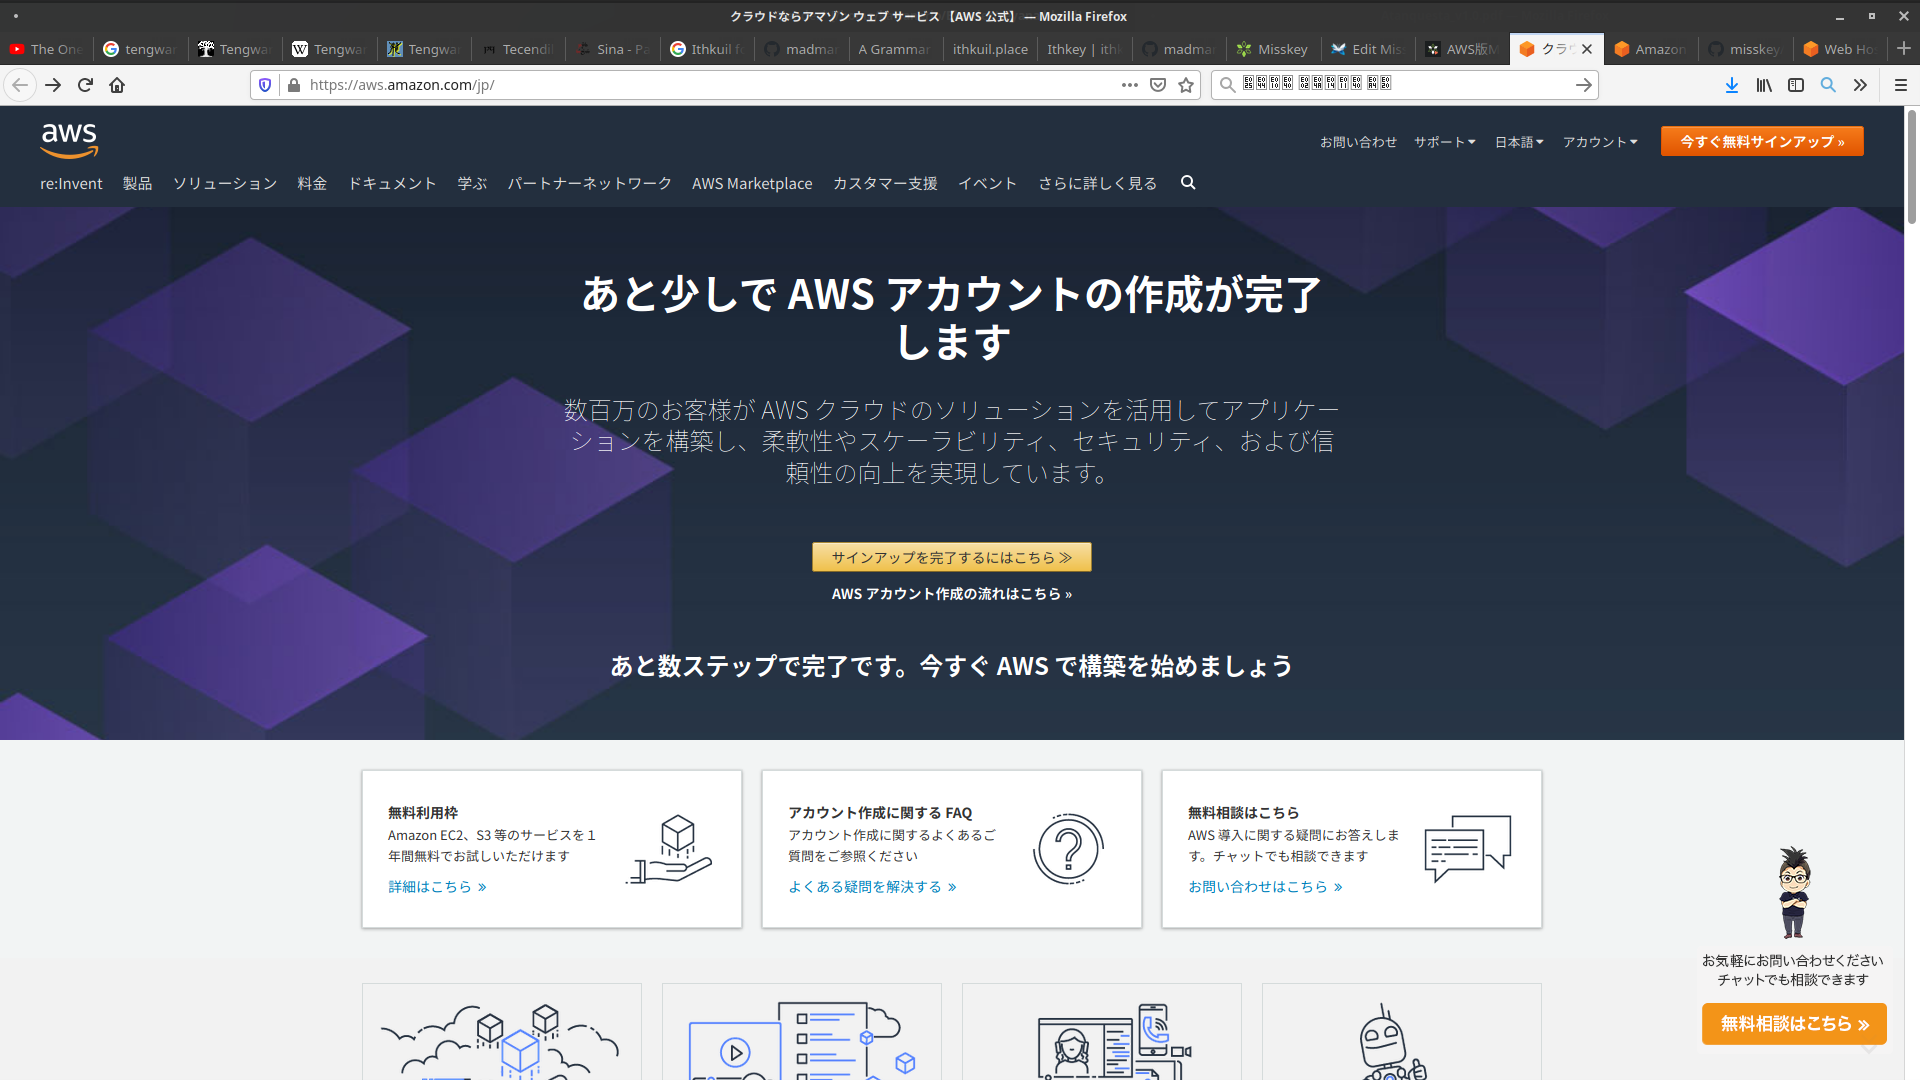 クラウドならアマゾン ウェブ サービス 【AWS 公式】 — Mozilla Firefox
The One
tengwar
Tengwa
Tengwa
Tengwa
Tecendil
Sina - Pa
Ithkuil f
madma
A Grammar
ithkuil.place
Ithkey | ithk
madma
Misskey
Edit Mis
AWS版M
クラウ
Amazon
misskey
Web Ho
https://aws.amazon.com/jp/
aws
お問い合わせ サポート 日本語 アカウント 今すぐ無料サインアップ »
re:Invent 製品 ソリューション 料金 ドキュメント 学ぶ パートナーネットワーク AWS Marketplace カスタマー支援 イベント さらに詳しく見る
あと少しで AWS アカウントの作成が完了
します
数百万のお客様が AWS クラウドのソリューションを活用してアプリケー
ションを構築し、柔軟性やスケーラビリティ、セキュリティ、および信
頼性の向上を実現しています。
サインアップを完了するにはこちら ≫
AWS アカウント作成の流れはこちら »
あと数ステップで完了です。今すぐ AWS で構築を始めましょう
無料利用枠
Amazon EC2、S3 等のサービスを１
年間無料でお試しいただけます
詳細はこちら »
アカウント作成に関する FAQ
アカウント作成に関するよくあるご
質問をご参照ください
よくある疑問を解決する »
無料相談はこちら
AWS 導入に関する疑問にお答えしま
す。チャットでも相談できます
お問い合わせはこちら »
お気軽にお問い合わせください
チャットでも相談できます
無料相談はこちら »